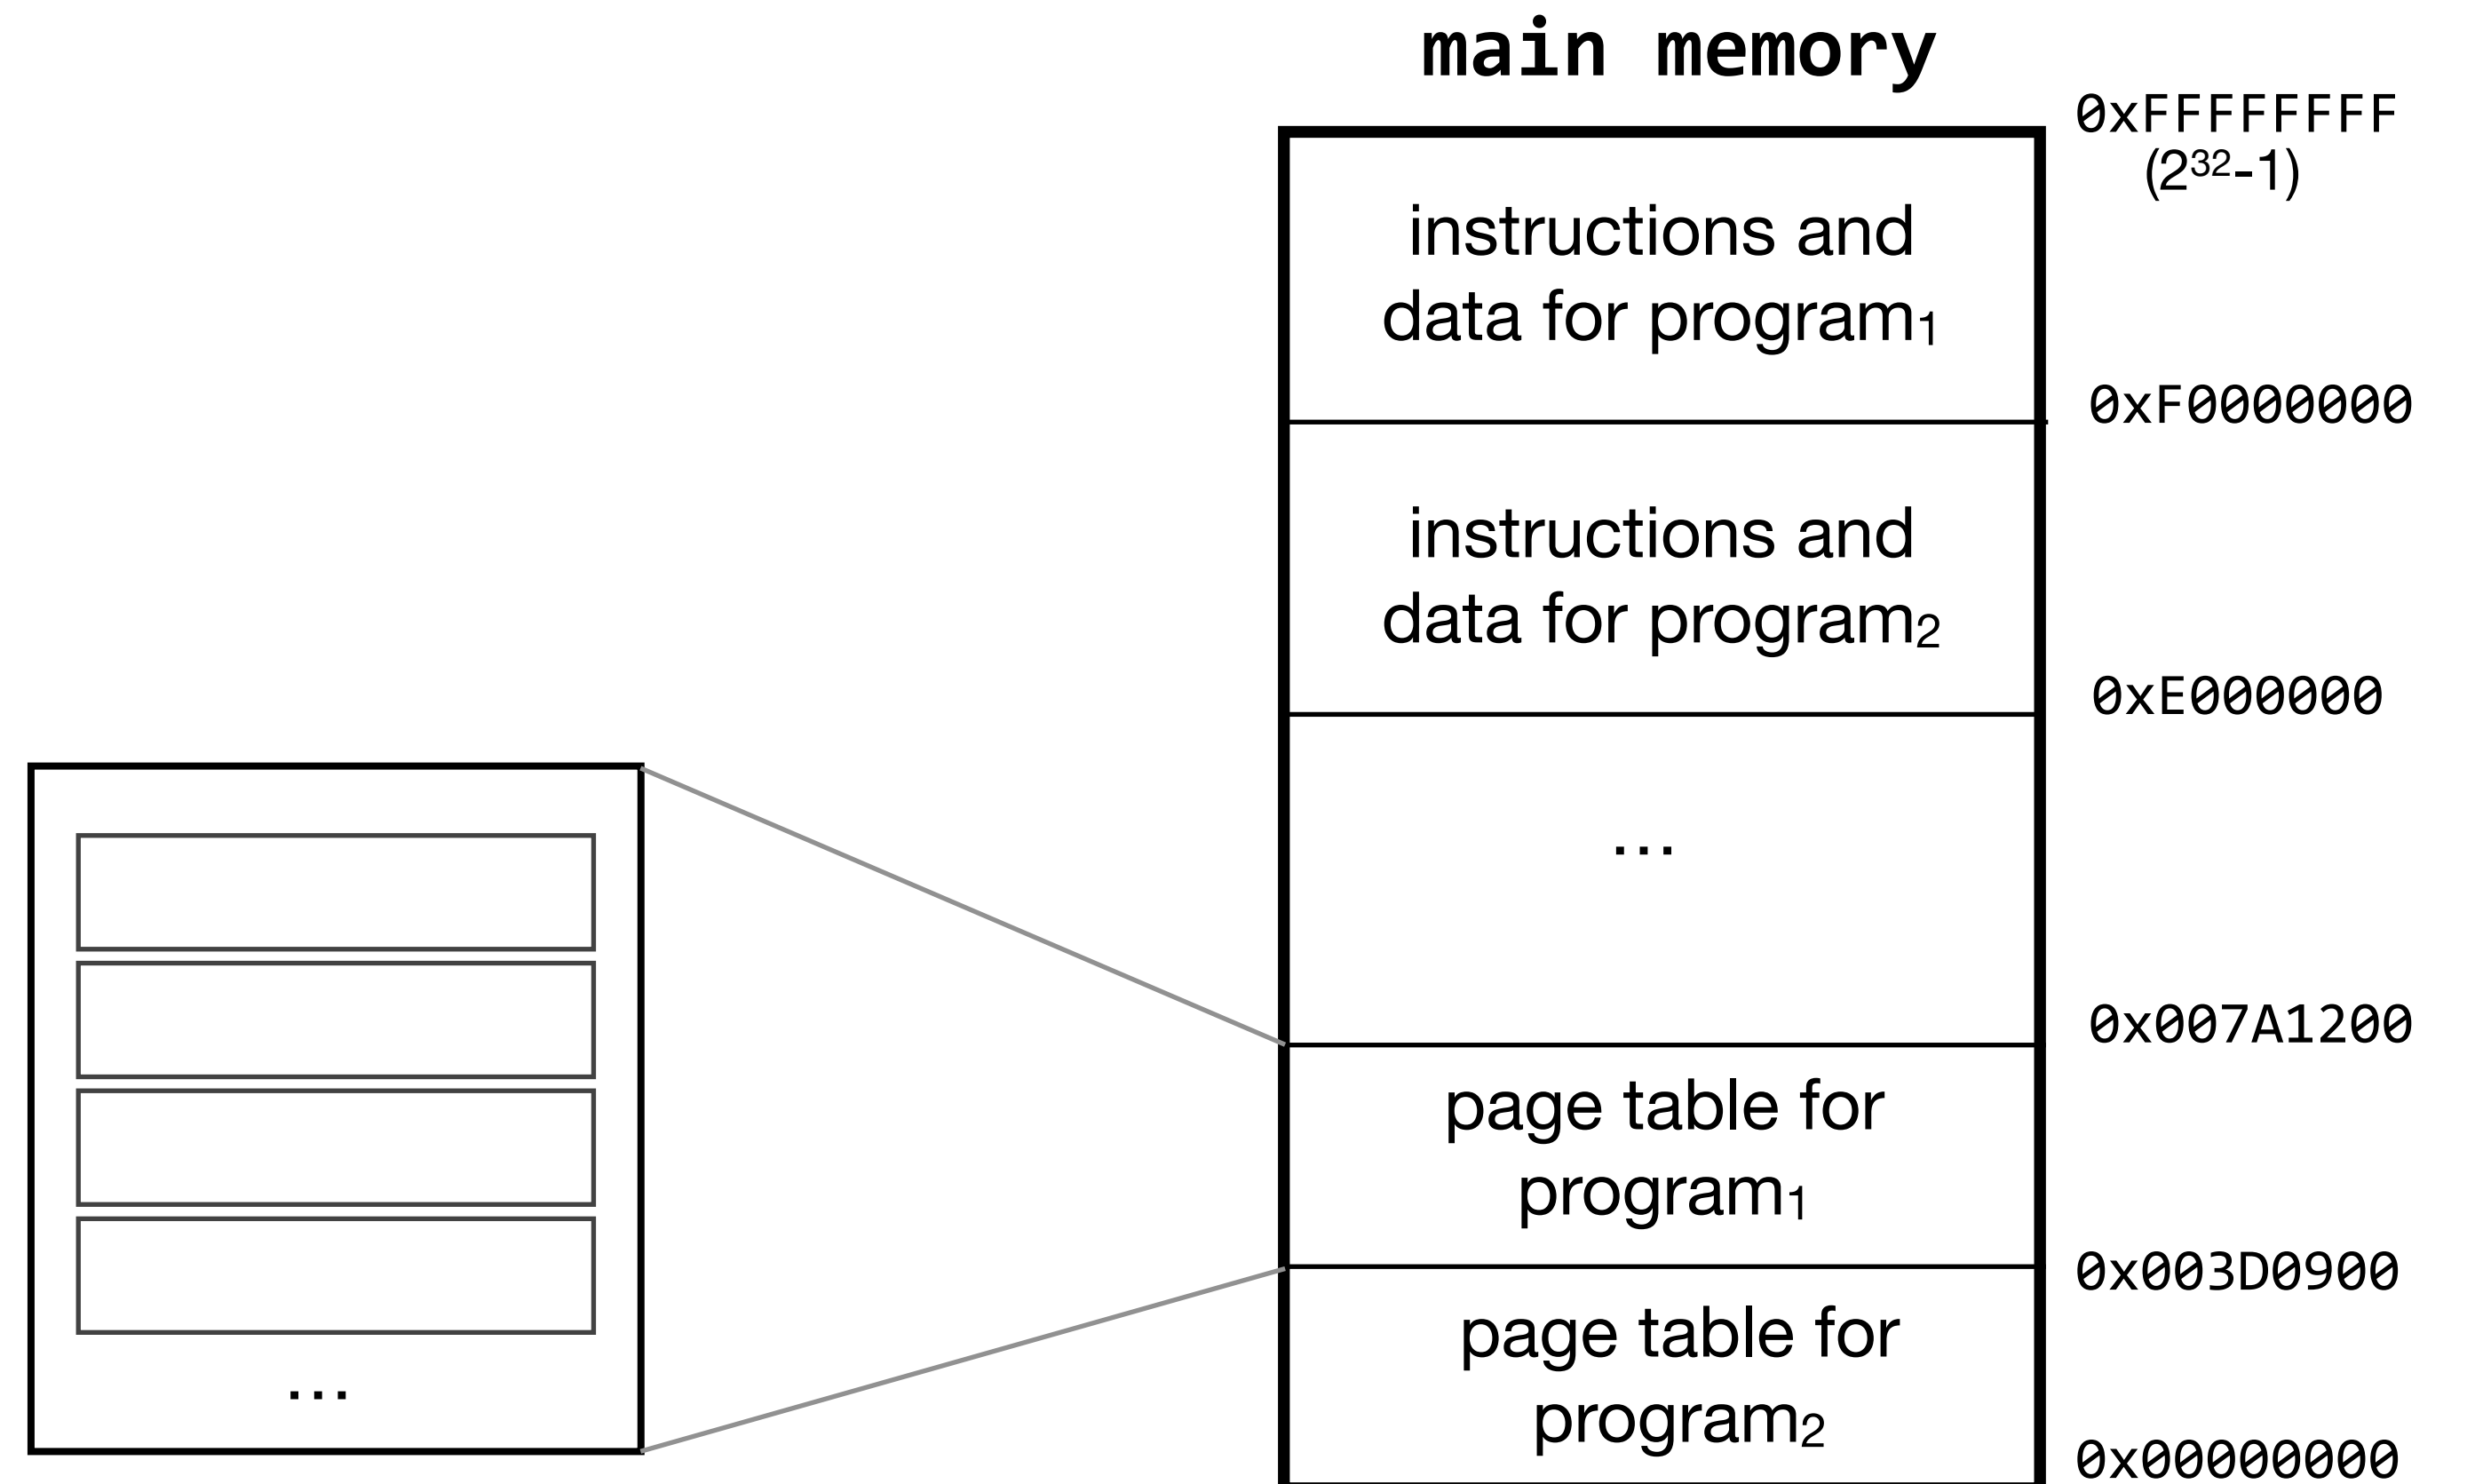 main memory
0xFFFFFFFF
(2³²-1)
instructions and
data for program₁
0xF0000000
instructions and
data for program₂
0xE000000
...
0x007A1200
page table for
program₁
0x003D0900
page table for
program₂
...
0x00000000